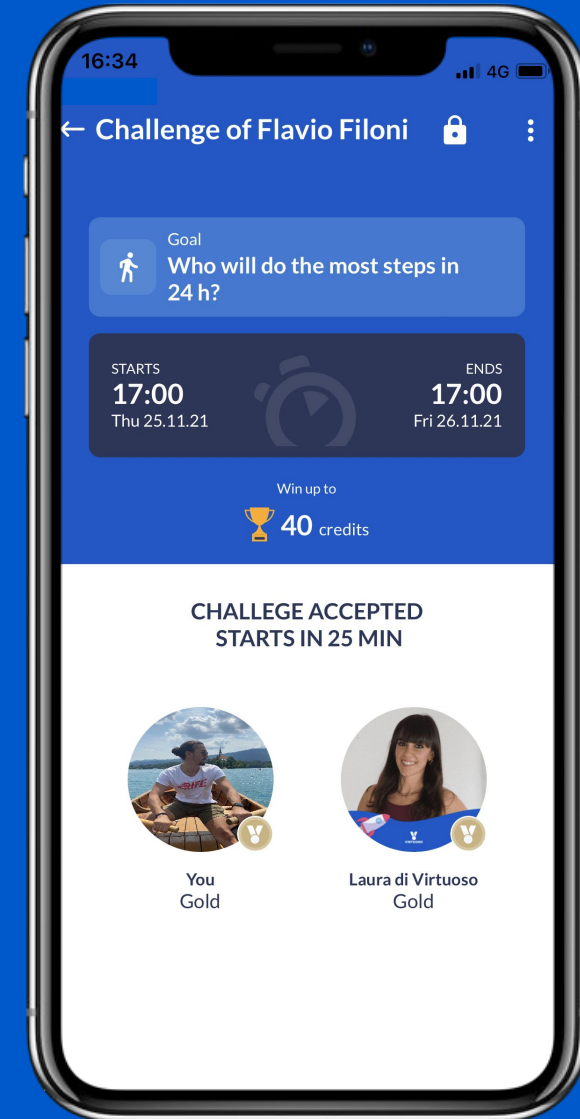 16:34
4G
← Challenge of Flavio Filoni
Goal
Who will do the most steps in
24 h?
STARTS
17:00
Thu 25.11.21
ENDS
17:00
Fri 26.11.21
Win up to
40 credits
CHALLEGE ACCEPTED
STARTS IN 25 MIN
You
Gold
Laura di Virtuoso
Gold